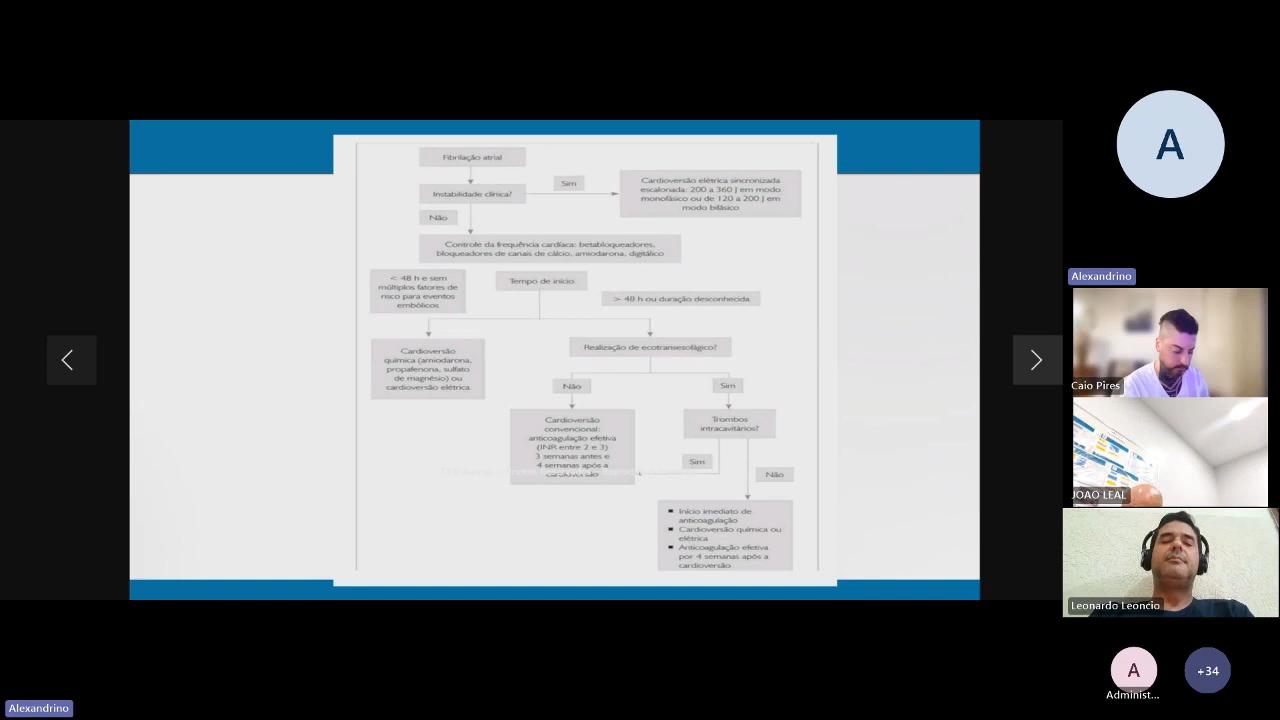 Fibrilação atrial
Instabilidade clínica?
Sim
Cardioversão elétrica sincronizada
escalonada: 200 a 360 J em modo
monofásico ou de 120 a 200 J em
modo bifásico
Não
Controle da frequência cardíaca: betabloqueadores,
bloqueadores de canais de cálcio, amiodarona, digitálico
< 48 h e sem
múltiplos fatores de
risco para eventos
embólicos
Tempo de início
> 48 h ou duração desconhecida
Cardioversão
química (amiodarona,
propafenona, sulfato
de magnésio) ou
cardioversão elétrica
Realização de ecotransesofágico?
Não
Sim
Cardioversão
convencional:
anticoagulação efetiva
(INR entre 2 e 3)
3 semanas antes e
4 semanas após a
cardioversão
Trombos
intracavitários?
Sim
Não
▪ Início imediato de
anticoagulação
▪ Cardioversão química ou
elétrica
▪ Anticoagulação efetiva
por 4 semanas após a
cardioversão
A
Alexandrino
Caio Pires
JOAO LEAL
Leonardo Leoncio
A
Administ...
+34
Alexandrino